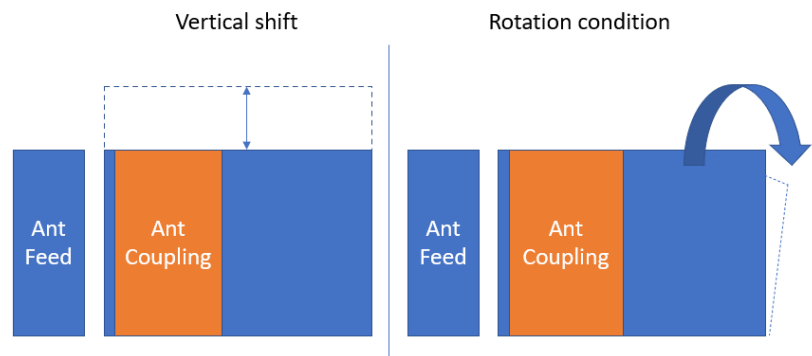 Vertical shift
Rotation condition
Ant
Feed
Ant
Coupling
Ant
Feed
Ant
Coupling